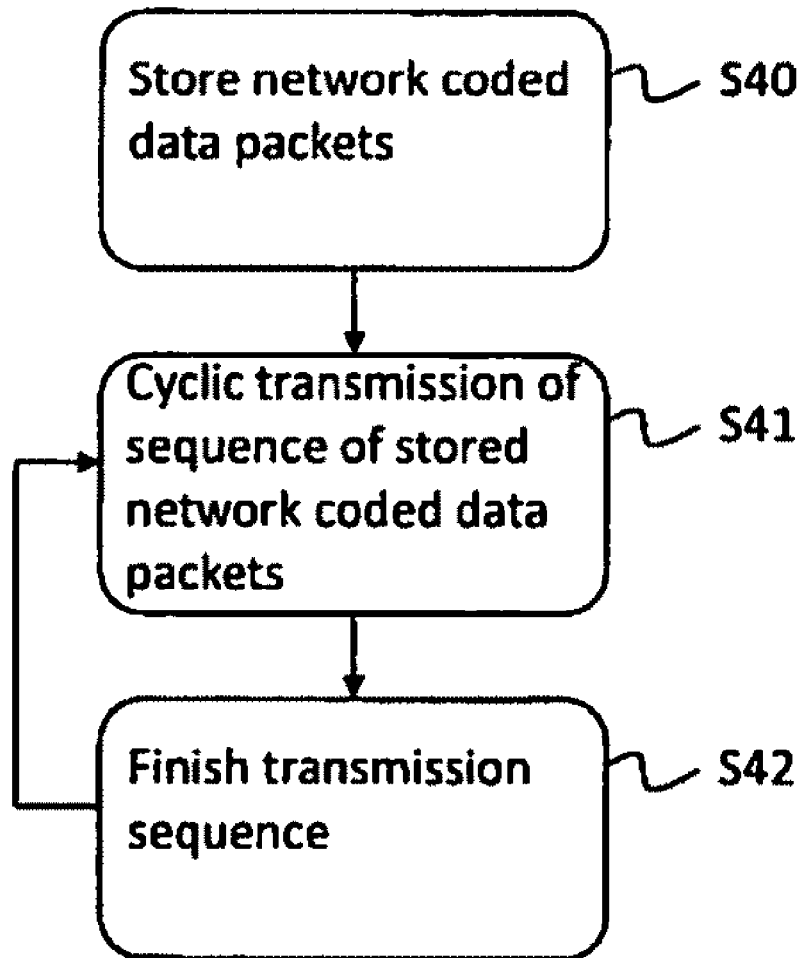 Store network coded
data packets
S40
Cyclic transmission of
sequence of stored
network coded data
packets
S41
Finish transmission
sequence
S42